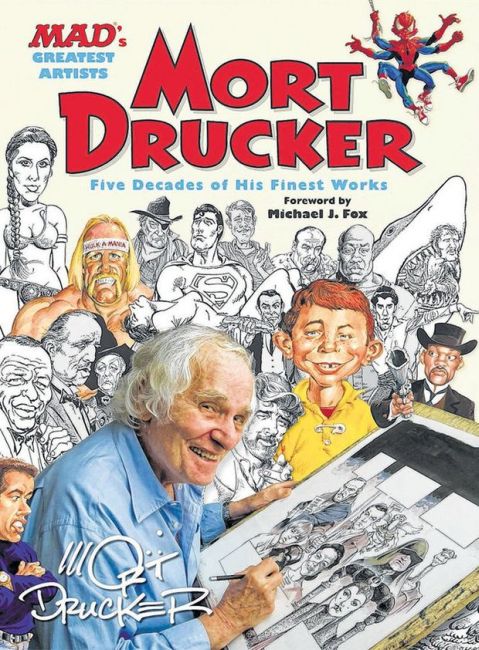 MAD's
GREATEST
ARTISTS
MORT
DRUCKER
Five Decades of His Finest Works
Foreword by
Michael J. Fox
HULK-A-MANIA
S
MORT
DRUCKER